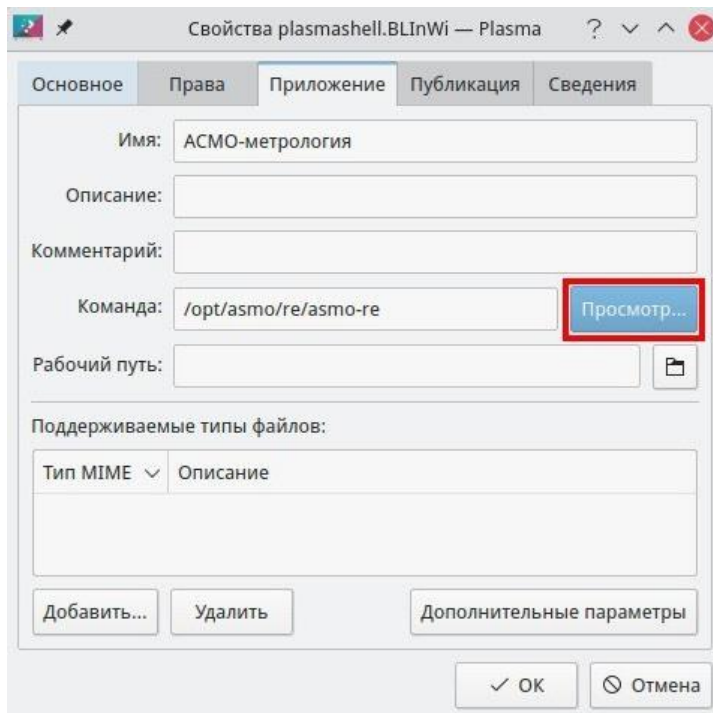 Свойства plasmashell.BLInWi — Plasma
Основное Права Приложение Публикация Сведения
Имя: АСМО-метрология
Описание:
Комментарий:
Команда: /opt/asmo/re/asmo-re Просмотр...
Рабочий путь:
Поддерживаемые типы файлов:
Тип MIME Описание
Добавить... Удалить Дополнительные параметры
ОК Отмена